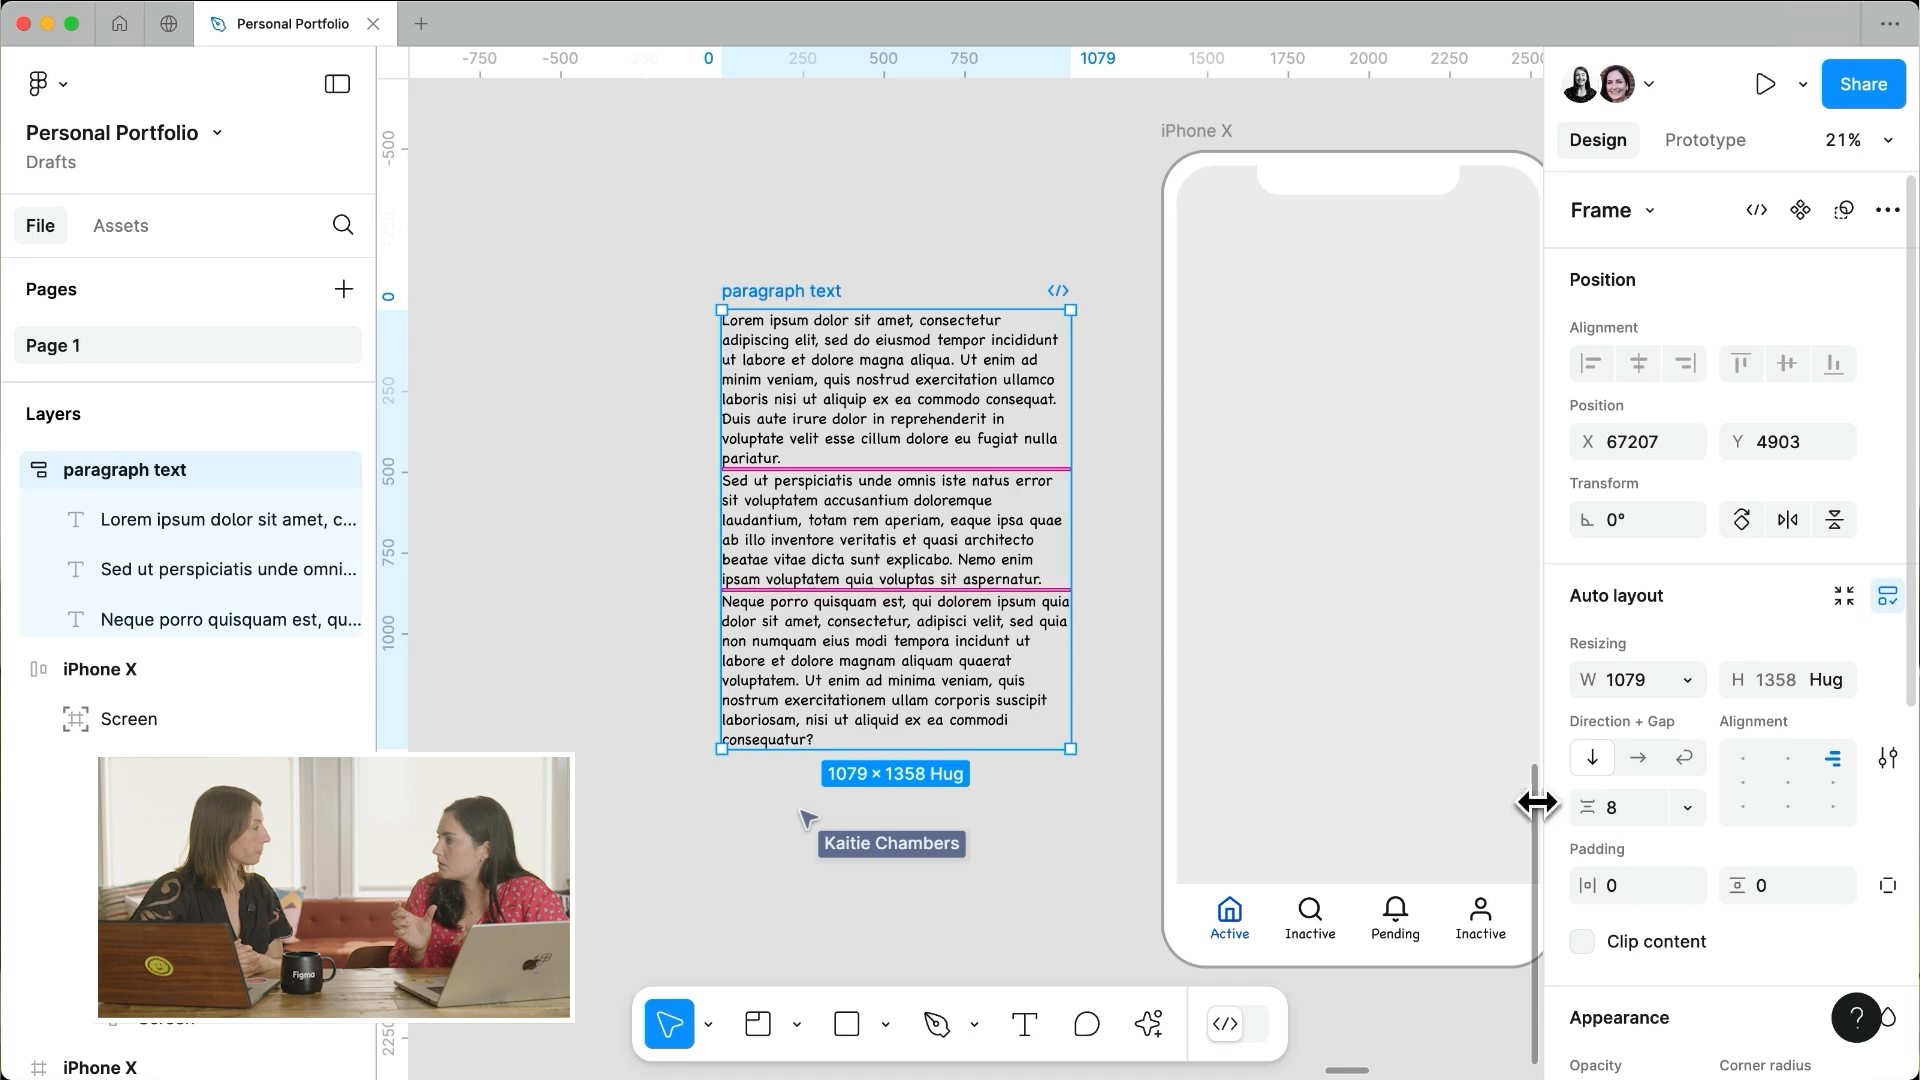 Personal Portfolio
Personal Portfolio
Drafts
File
Assets
Pages
Page 1
Layers
paragraph text
Lorem ipsum dolor sit amet, c...
Sed ut perspiciatis unde omni...
Neque porro quisquam est, qu...
iPhone X
Screen
iPhone X
Figma
-750 -500 0 250 500 750 1079 1500 1750 2000 2250 2500
-500
0
250
500
750
1000
2250
paragraph text
Lorem ipsum dolor sit amet, consectetur
adipiscing elit, sed do eiusmod tempor incididunt
ut labore et dolore magna aliqua. Ut enim ad
minim veniam, quis nostrud exercitation ullamco
laboris nisi ut aliquip ex ea commodo consequat.
Duis aute irure dolor in reprehenderit in
voluptate velit esse cillum dolore eu fugiat nulla
pariatur.
Sed ut perspiciatis unde omnis iste natus error
sit voluptatem accusantium doloremque
laudantium, totam rem aperiam, eaque ipsa quae
ab illo inventore veritatis et quasi architecto
beatae vitae dicta sunt explicabo. Nemo enim
ipsam voluptatem quia voluptas sit aspernatur.
Neque porro quisquam est, qui dolorem ipsum quia
dolor sit amet, consectetur, adipisci velit, sed quia
non numquam eius modi tempora incidunt ut
labore et dolore magnam aliquam quaerat
voluptatem. Ut enim ad minima veniam, quis
nostrum exercitationem ullam corporis suscipit
laboriosam, nisi ut aliquid ex ea commodi
consequatur?
1079 × 1358 Hug
Kaitie Chambers
iPhone X
Active
Inactive
Pending
Inactive
Share
Design
Prototype
21%
Frame
Position
Alignment
Position
X 67207
Y 4903
Transform
0°
Auto layout
Resizing
W 1079
H 1358 Hug
Direction + Gap
Alignment
8
Padding
0
0
Clip content
Appearance
?
Opacity
Corner radius